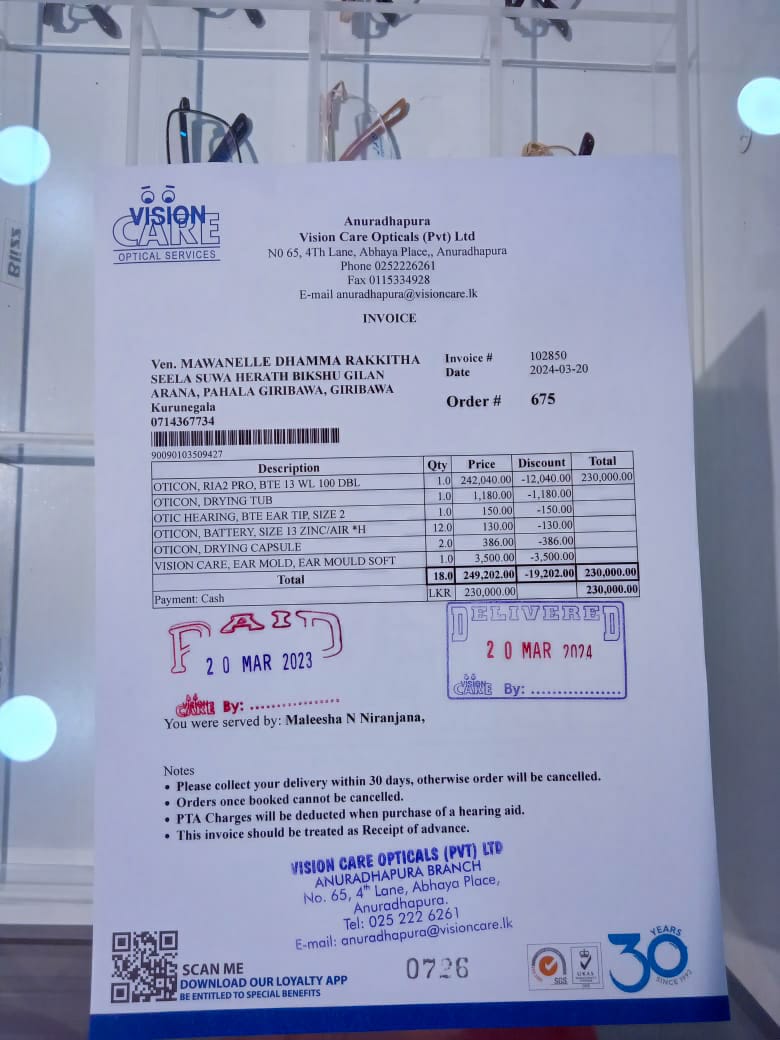 Bliss
VISION
CARE
OPTICAL SERVICES
Anuradhapura
Vision Care Opticals (Pvt) Ltd
N0 65, 4Th Lane, Abhaya Place,, Anuradhapura
Phone 0252226261
Fax 0115334928
E-mail anuradhapura@visioncare.lk
INVOICE
Ven. MAWANELLE DHAMMA RAKKITHA
SEELA SUWA HERATH BIKSHU GILAN
ARANA, PAHALA GIRIBAWA, GIRIBAWA
Kurunegala
0714367734
Invoice # 102850
Date 2024-03-20
Order # 675
90090103509427
Description Qty Price Discount Total
OTICON, RIA2 PRO, BTE 13 WL 100 DBL 1.0 242,040.00 -12,040.00 230,000.00
OTICON, DRYING TUB 1.0 1,180.00 -1,180.00
OTIC HEARING, BTE EAR TIP, SIZE 2 1.0 150.00 -150.00
OTICON, BATTERY, SIZE 13 ZINC/AIR *H 12.0 130.00 -130.00
OTICON, DRYING CAPSULE 2.0 386.00 -386.00
VISION CARE, EAR MOLD, EAR MOULD SOFT 1.0 3,500.00 -3,500.00
Total 18.0 249,202.00 -19,202.00 230,000.00
Payment: Cash LKR 230,000.00 230,000.00
PAID
20 MAR 2023
VISION CARE By: ................
DELIVERED
20 MAR 2024
VISION CARE By: ................
You were served by: Maleesha N Niranjana,
Notes
• Please collect your delivery within 30 days, otherwise order will be cancelled.
• Orders once booked cannot be cancelled.
• PTA Charges will be deducted when purchase of a hearing aid.
• This invoice should be treated as Receipt of advance.
VISION CARE OPTICALS (PVT) LTD
ANURADHAPURA BRANCH
No. 65, 4th Lane, Abhaya Place,
Anuradhapura.
Tel: 025 222 6261
E-mail: anuradhapura@visioncare.lk
SCAN ME
DOWNLOAD OUR LOYALTY APP
BE ENTITLED TO SPECIAL BENEFITS
0726
SGS
UKAS
30 YEARS
SINCE 1992